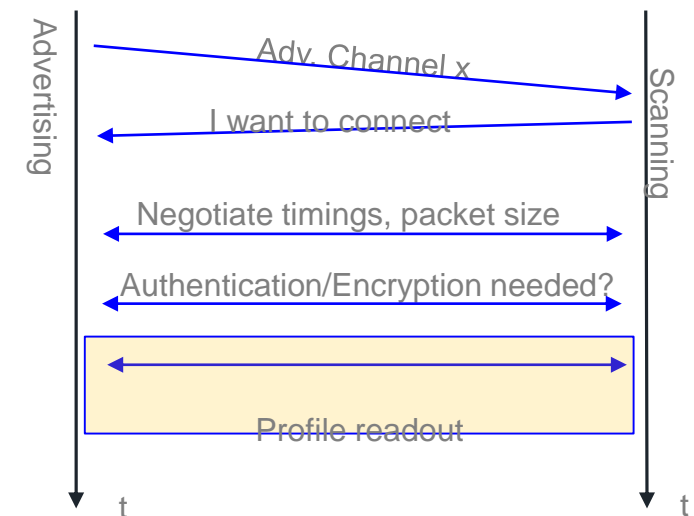 Advertising
Scanning
Adv. Channel x
I want to connect
Negotiate timings, packet size
Authentication/Encryption needed?
Profile readout
t
t